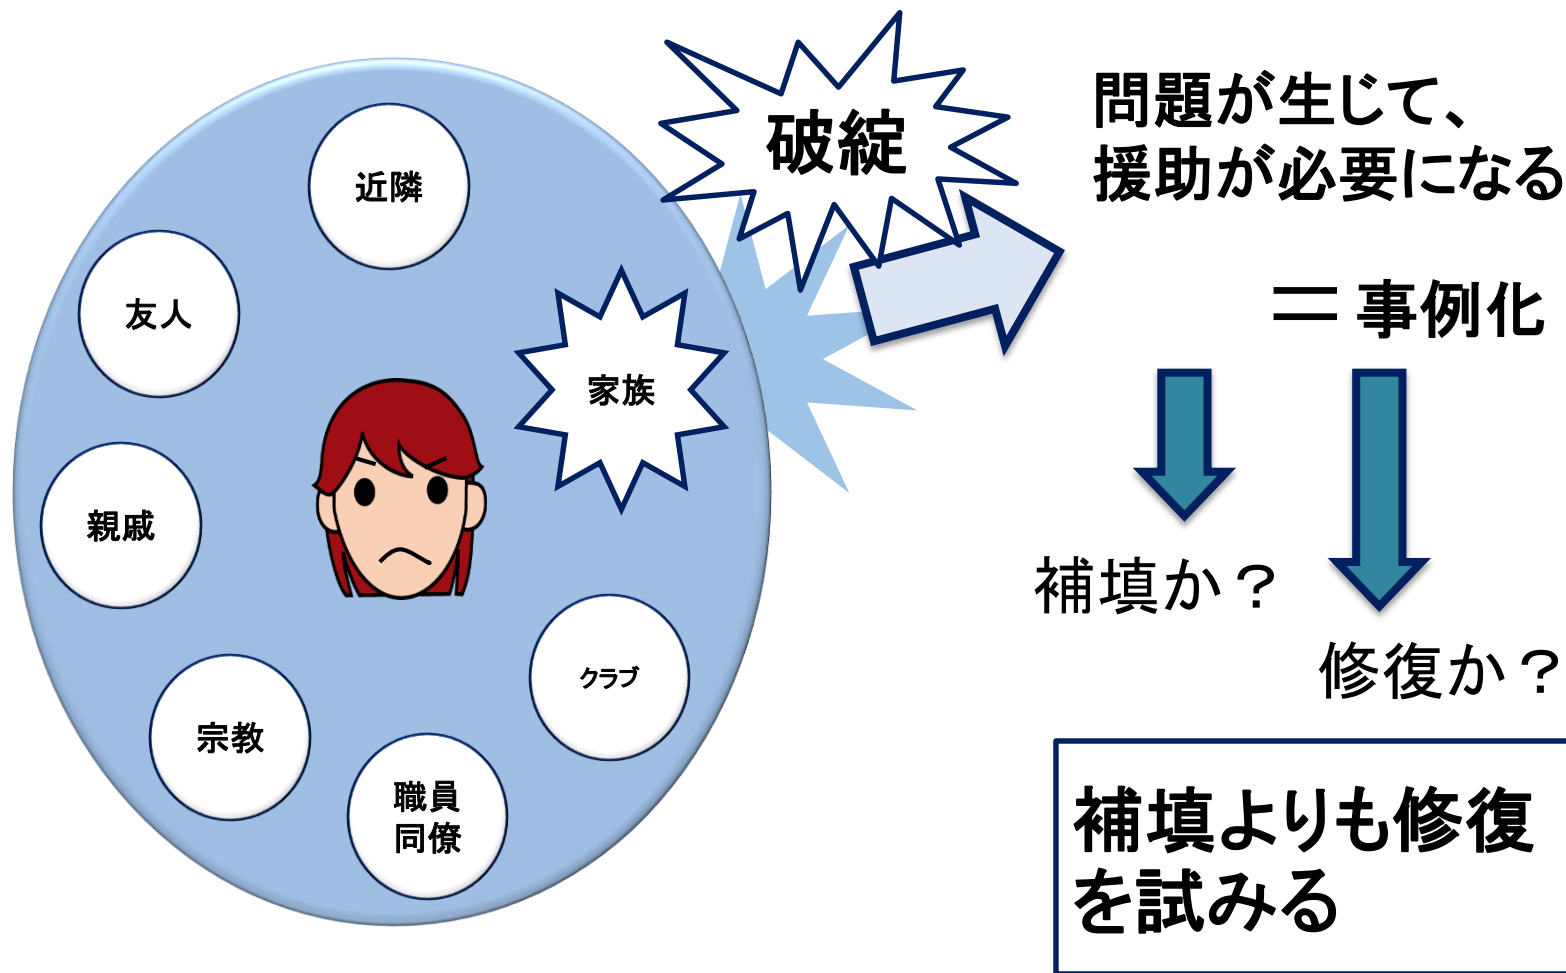 近隣
友人
家族
親戚
クラブ
宗教
職員
同僚
破綻
問題が生じて、
援助が必要になる
＝事例化
補填か？
修復か？
補填よりも修復
を試みる